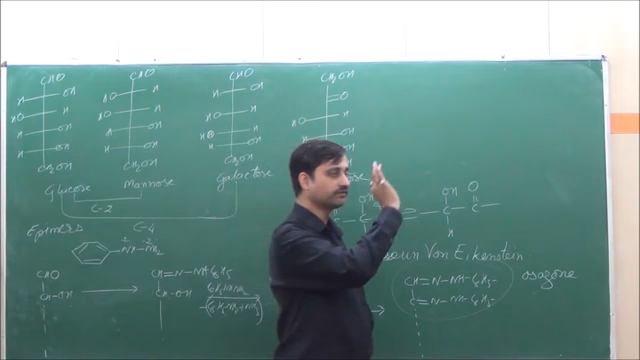 CHO CHO CHO CH2OH
H OH HO H H OH O
HO H HO H HO H HO H
H OH H OH HO H H OH
H OH H OH H OH
CH2OH CH2OH CH2OH
Glucose Mannose Galactose
C-2
C-4
Epimers
NH-NH2
OH OH O
C C C
H
Von Eikenstein
CHO CH=N-NH-C6H5 CH=N-NH-C6H5 osazone
CH-OH CH-OH C=N-NH-C6H5